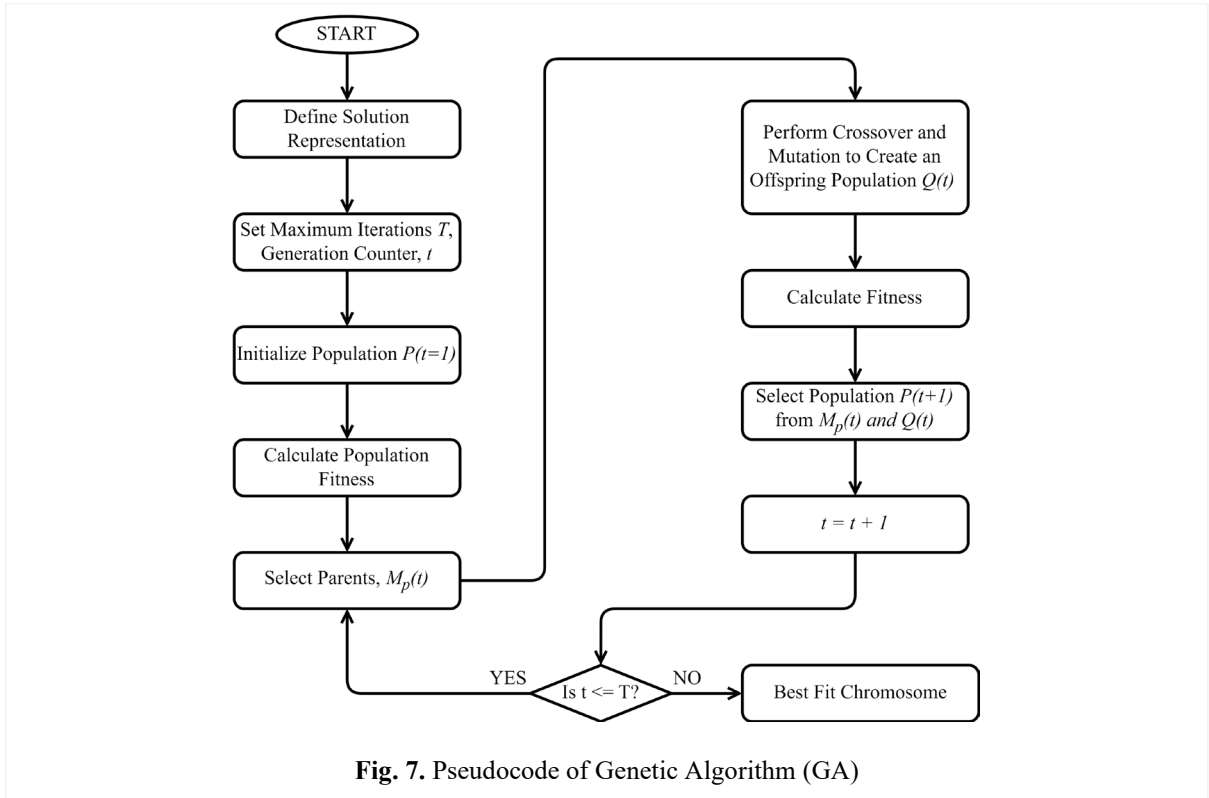 START
Define Solution
Representation
Set Maximum Iterations T,
Generation Counter, t
Initialize Population P(t=1)
Calculate Population
Fitness
Select Parents, Mp(t)
Perform Crossover and
Mutation to Create an
Offspring Population Q(t)
Calculate Fitness
Select Population P(t+1)
from Mp(t) and Q(t)
t = t + 1
YES
Is t <= T?
NO
Best Fit Chromosome
Fig. 7. Pseudocode of Genetic Algorithm (GA)